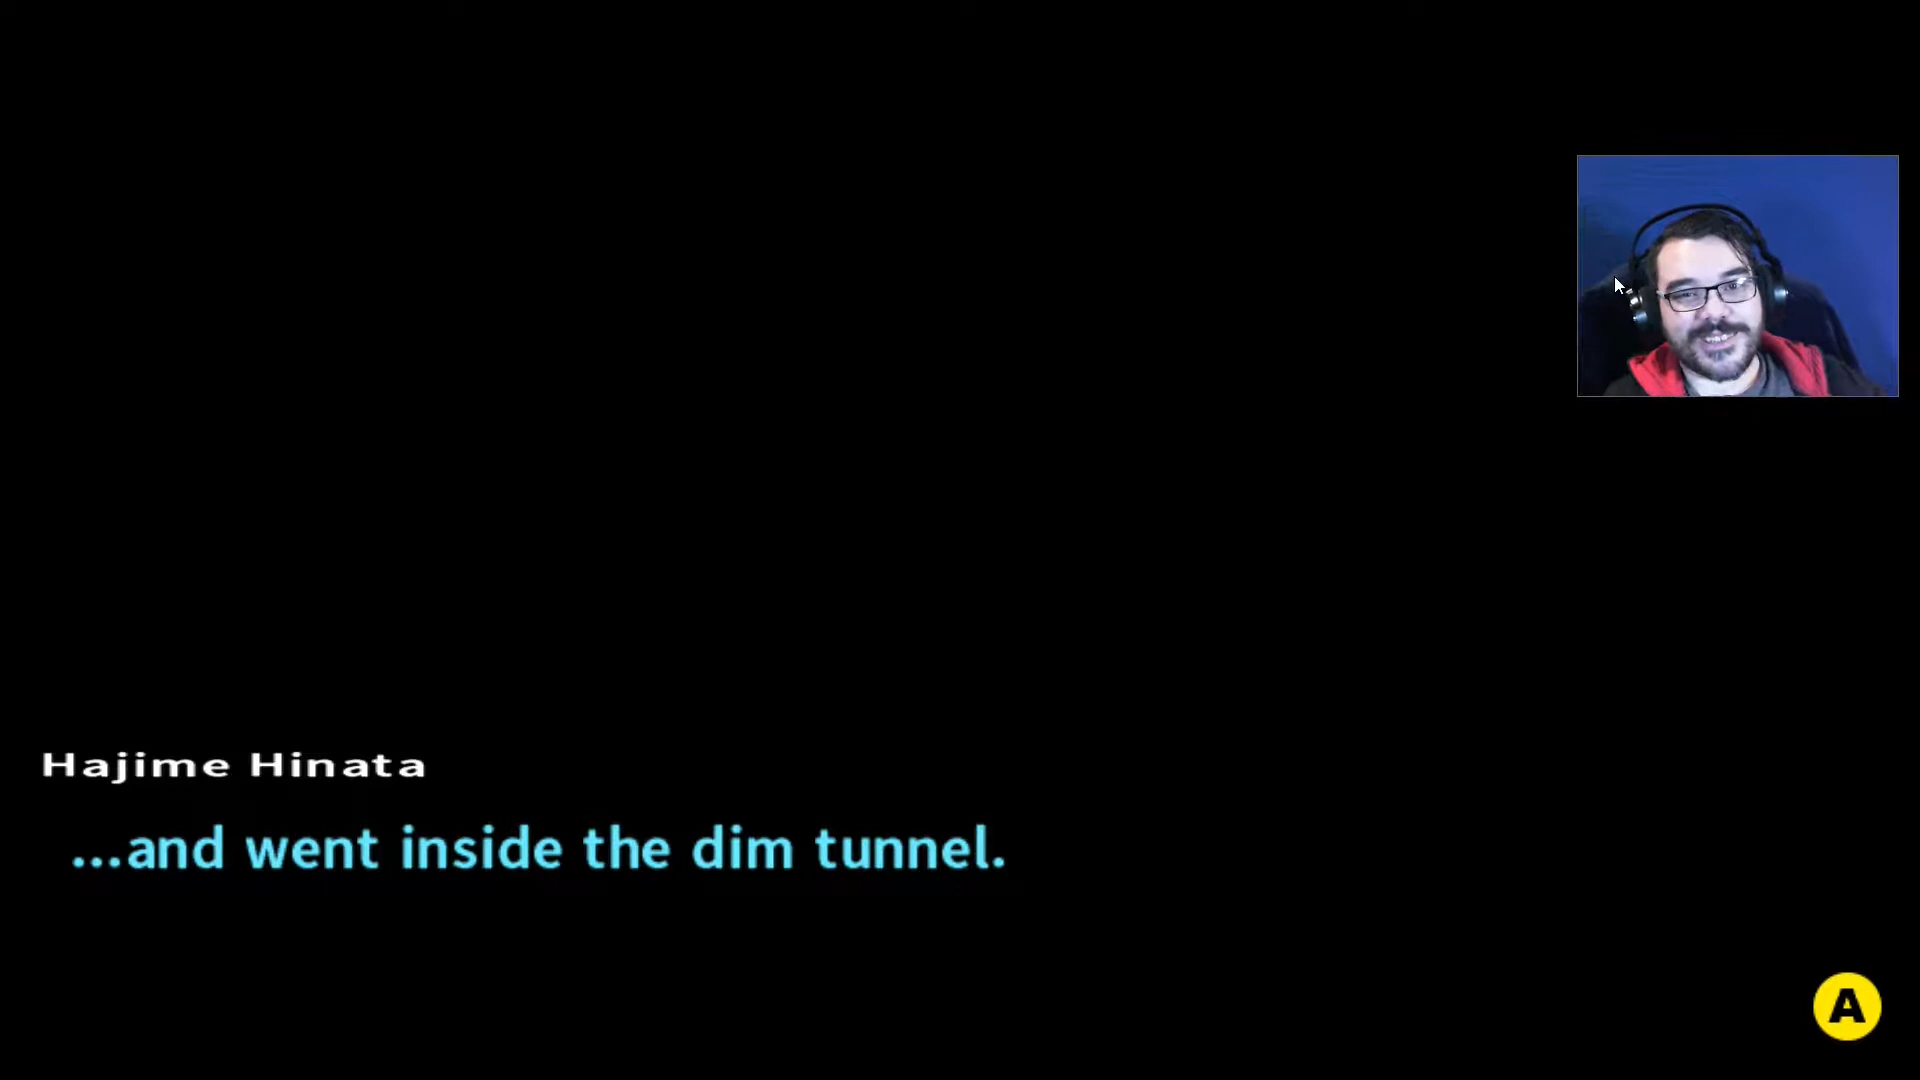 Hajime Hinata
...and went inside the dim tunnel.
A